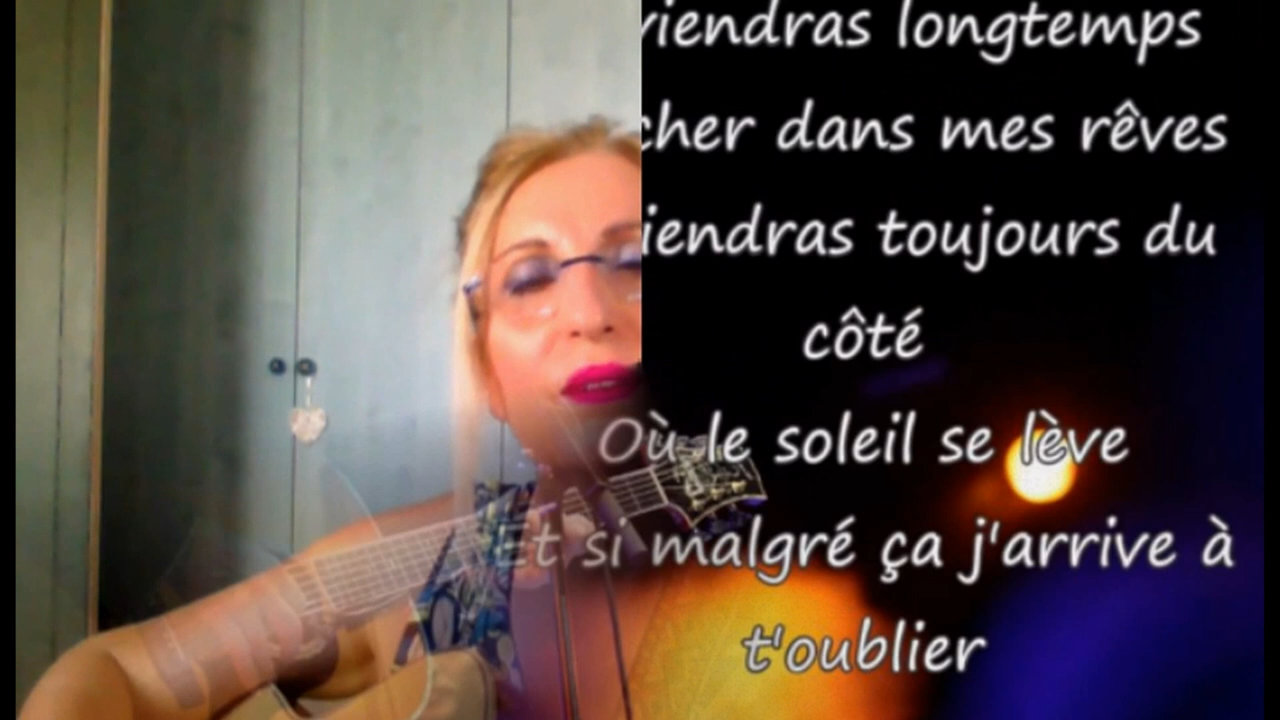 viendras longtemps
cher dans mes rêves
iendras toujours du
côté
Où le soleil se lève
Et si malgré ça j'arrive à
t'oublier